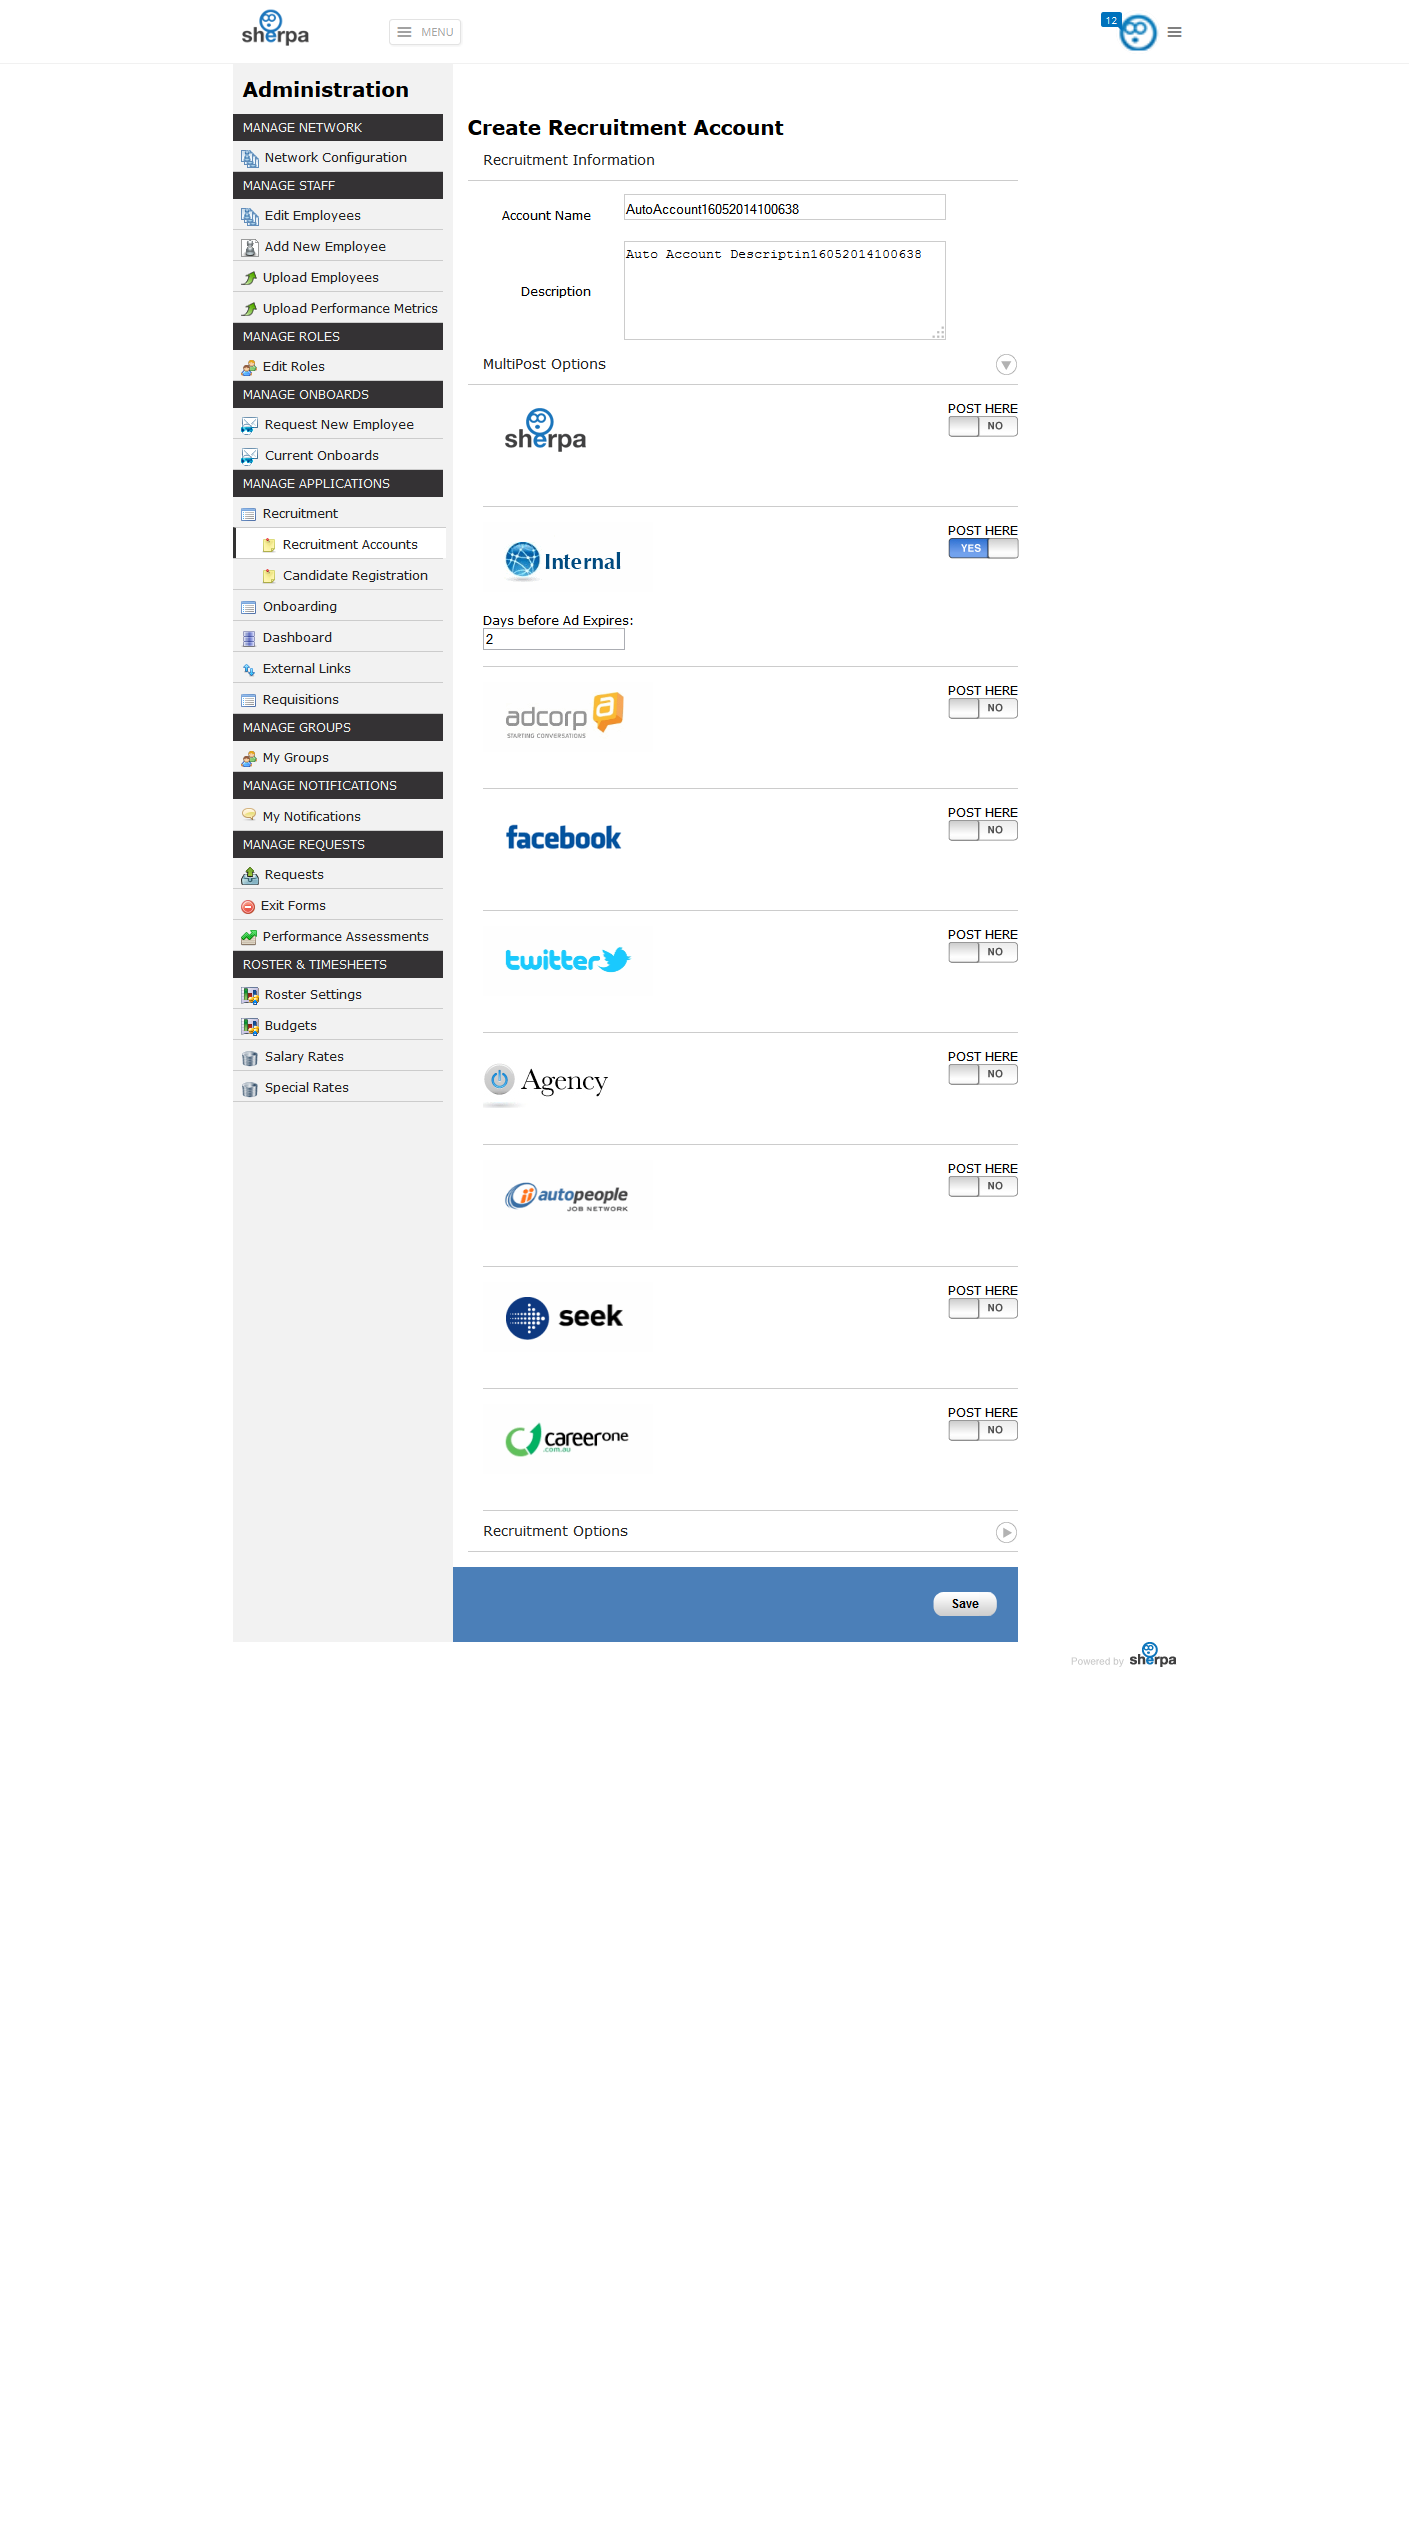 sherpa
MENU
12
Administration
MANAGE NETWORK
Network Configuration
MANAGE STAFF
Edit Employees
Add New Employee
Upload Employees
Upload Performance Metrics
MANAGE ROLES
Edit Roles
MANAGE ONBOARDS
Request New Employee
Current Onboards
MANAGE APPLICATIONS
Recruitment
Recruitment Accounts
Candidate Registration
Onboarding
Dashboard
External Links
Requisitions
MANAGE GROUPS
My Groups
MANAGE NOTIFICATIONS
My Notifications
MANAGE REQUESTS
Requests
Exit Forms
Performance Assessments
ROSTER & TIMESHEETS
Roster Settings
Budgets
Salary Rates
Special Rates
Create Recruitment Account
Recruitment Information
Account Name
AutoAccount16052014100638
Description
Auto Account Descriptin16052014100638
MultiPost Options
sherpa
POST HERE
NO
Internal
POST HERE
YES
Days before Ad Expires:
2
adcorp a
STARTING CONVERSATIONS
POST HERE
NO
facebook
POST HERE
NO
twitter
POST HERE
NO
Agency
POST HERE
NO
autopeople
JOB NETWORK
POST HERE
NO
seek
POST HERE
NO
careerone
.com.au
POST HERE
NO
Recruitment Options
Save
Powered by sherpa